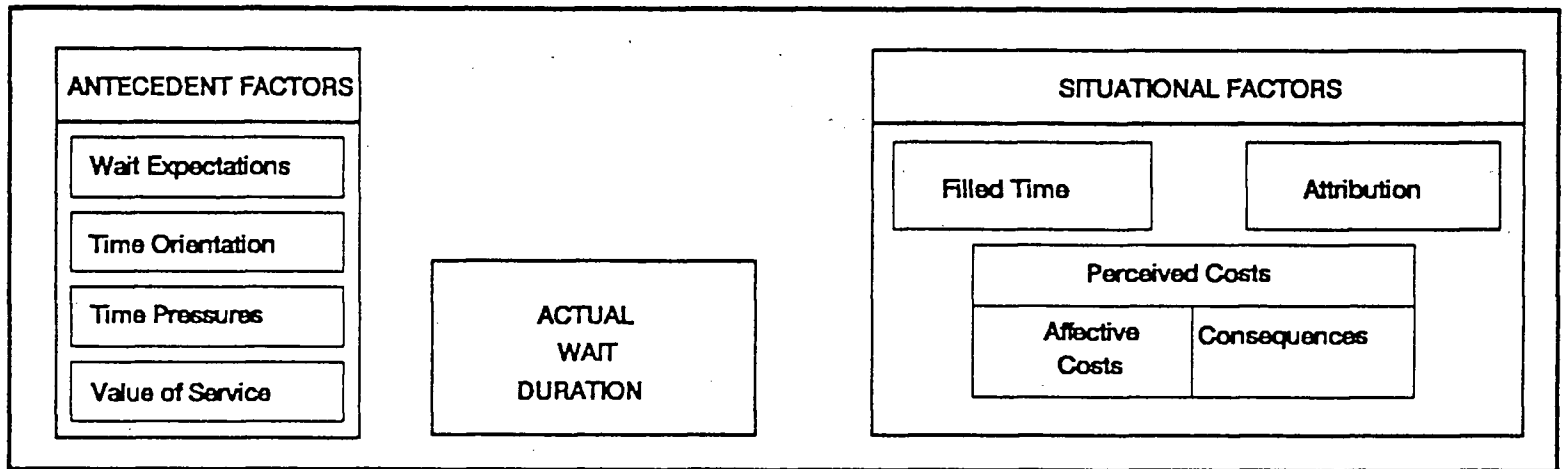 ANTECEDENT FACTORS
Wait Expectations
Time Orientation
Time Pressures
Value of Service
ACTUAL
WAIT
DURATION
SITUATIONAL FACTORS
Filled Time
Attribution
Perceived Costs
Affective
Costs
Consequences